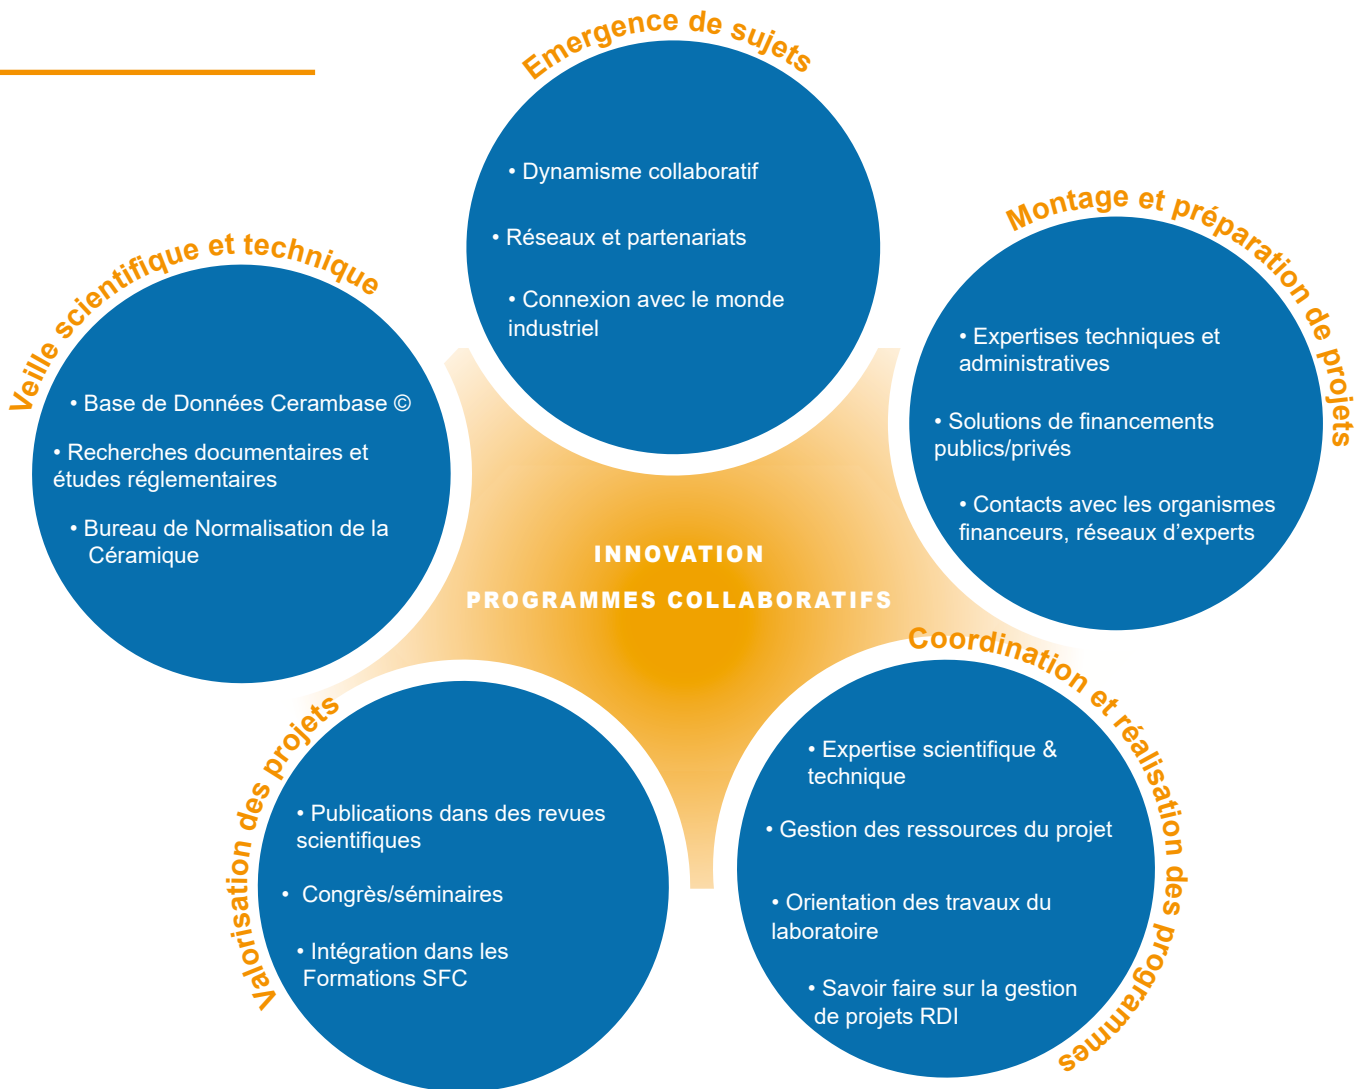 Emergence de sujets
• Dynamisme collaboratif
• Réseaux et partenariats
• Connexion avec le monde
industriel
Montage et préparation de projets
• Expertises techniques et
administratives
• Solutions de financements
publics/privés
• Contacts avec les organismes
financeurs, réseaux d’experts
Veille scientifique et technique
• Base de Données Cerambase ©
• Recherches documentaires et
études réglementaires
• Bureau de Normalisation de la
Céramique
INNOVATION
PROGRAMMES COLLABORATIFS
Coordination et réalisation des programmes
• Expertise scientifique &
technique
• Gestion des ressources du projet
• Orientation des travaux du
laboratoire
• Savoir faire sur la gestion
de projets RDI
Valorisation des projets
• Publications dans des revues
scientifiques
• Congrès/séminaires
• Intégration dans les
Formations SFC